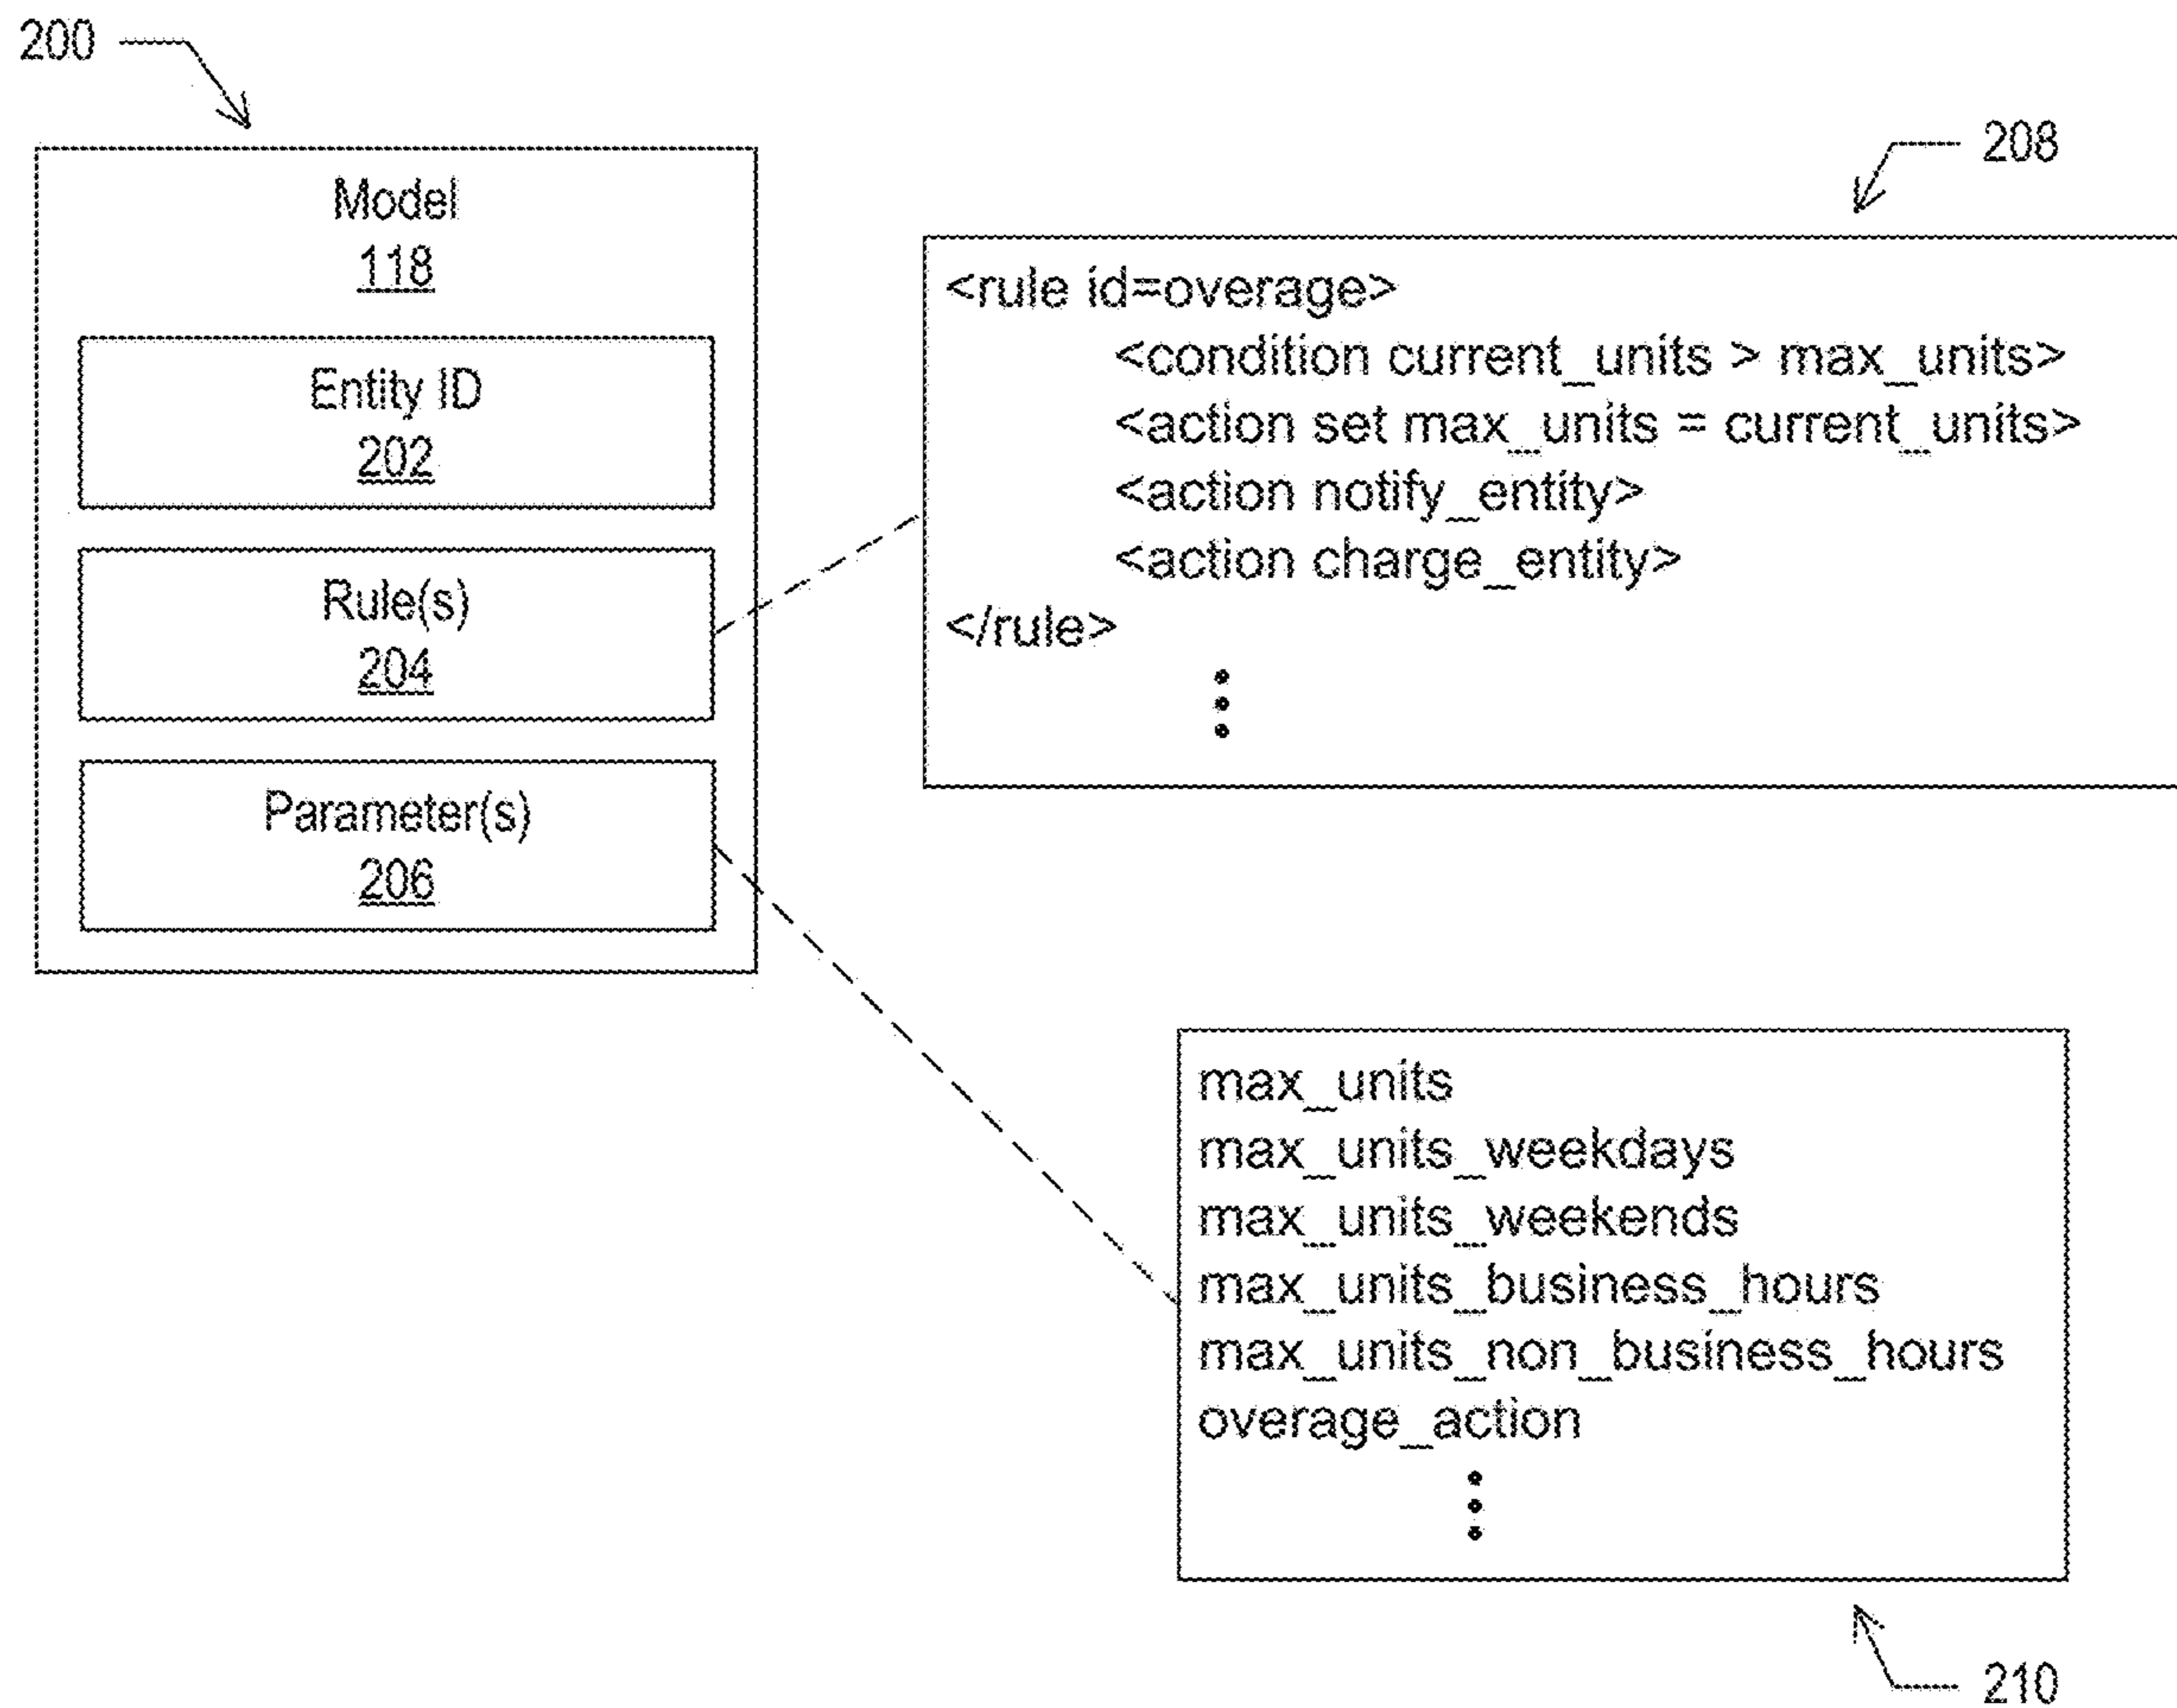 200
Model
118
Entity ID
202
Rule(s)
204
Parameter(s)
206
208
<rule id=overage>
<condition current_units > max_units>
<action set max_units = current_units>
<action notify_entity>
<action charge_entity>
</rule>
max_units
max_units_weekdays
max_units_weekends
max_units_business_hours
max_units_non_business_hours
overage_action
210